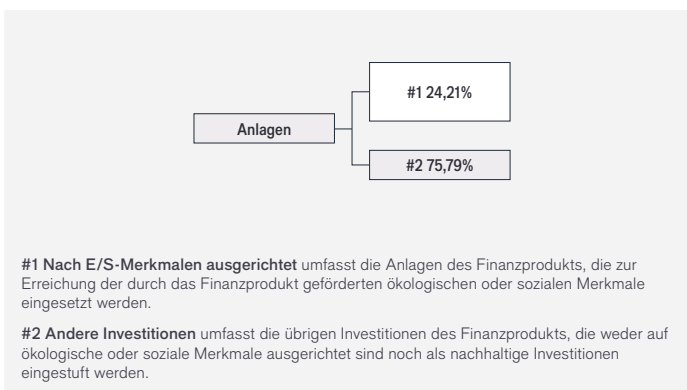 #1 24,21%
Anlagen
#2 75,79%
#1 Nach E/S-Merkmalen ausgerichtet umfasst die Anlagen des Finanzprodukts, die zur
Erreichung der durch das Finanzprodukt geförderten ökologischen oder sozialen Merkmale
eingesetzt werden.
#2 Andere Investitionen umfasst die übrigen Investitionen des Finanzprodukts, die weder auf
ökologische oder soziale Merkmale ausgerichtet sind noch als nachhaltige Investitionen
eingestuft werden.